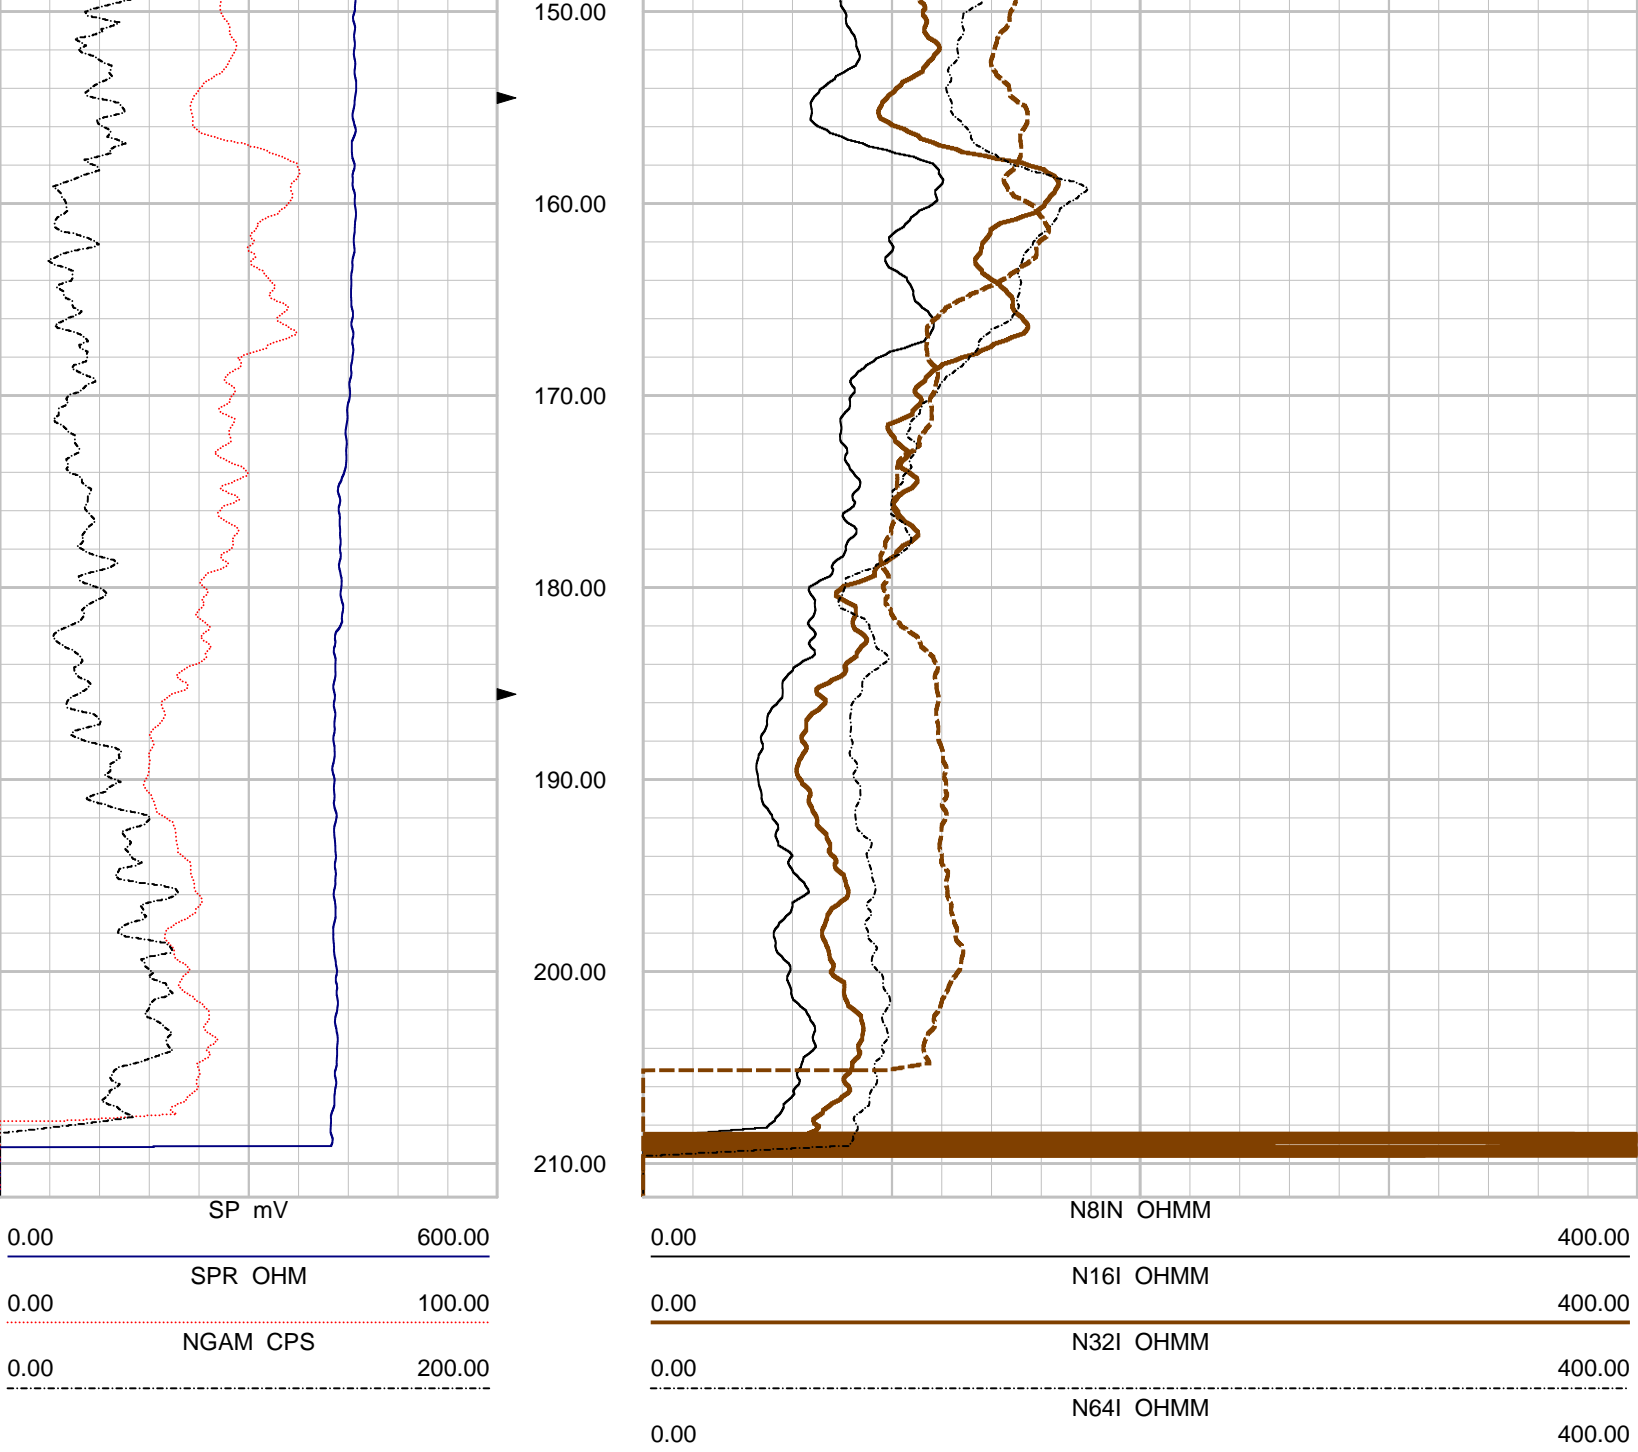 150.00
160.00
170.00
180.00
190.00
200.00
210.00
SP mV
N8IN OHMM
0.00 600.00
0.00 400.00
SPR OHM
N16I OHMM
0.00 100.00
0.00 400.00
NGAM CPS
N32I OHMM
0.00 200.00
0.00 400.00
N64I OHMM
0.00 400.00